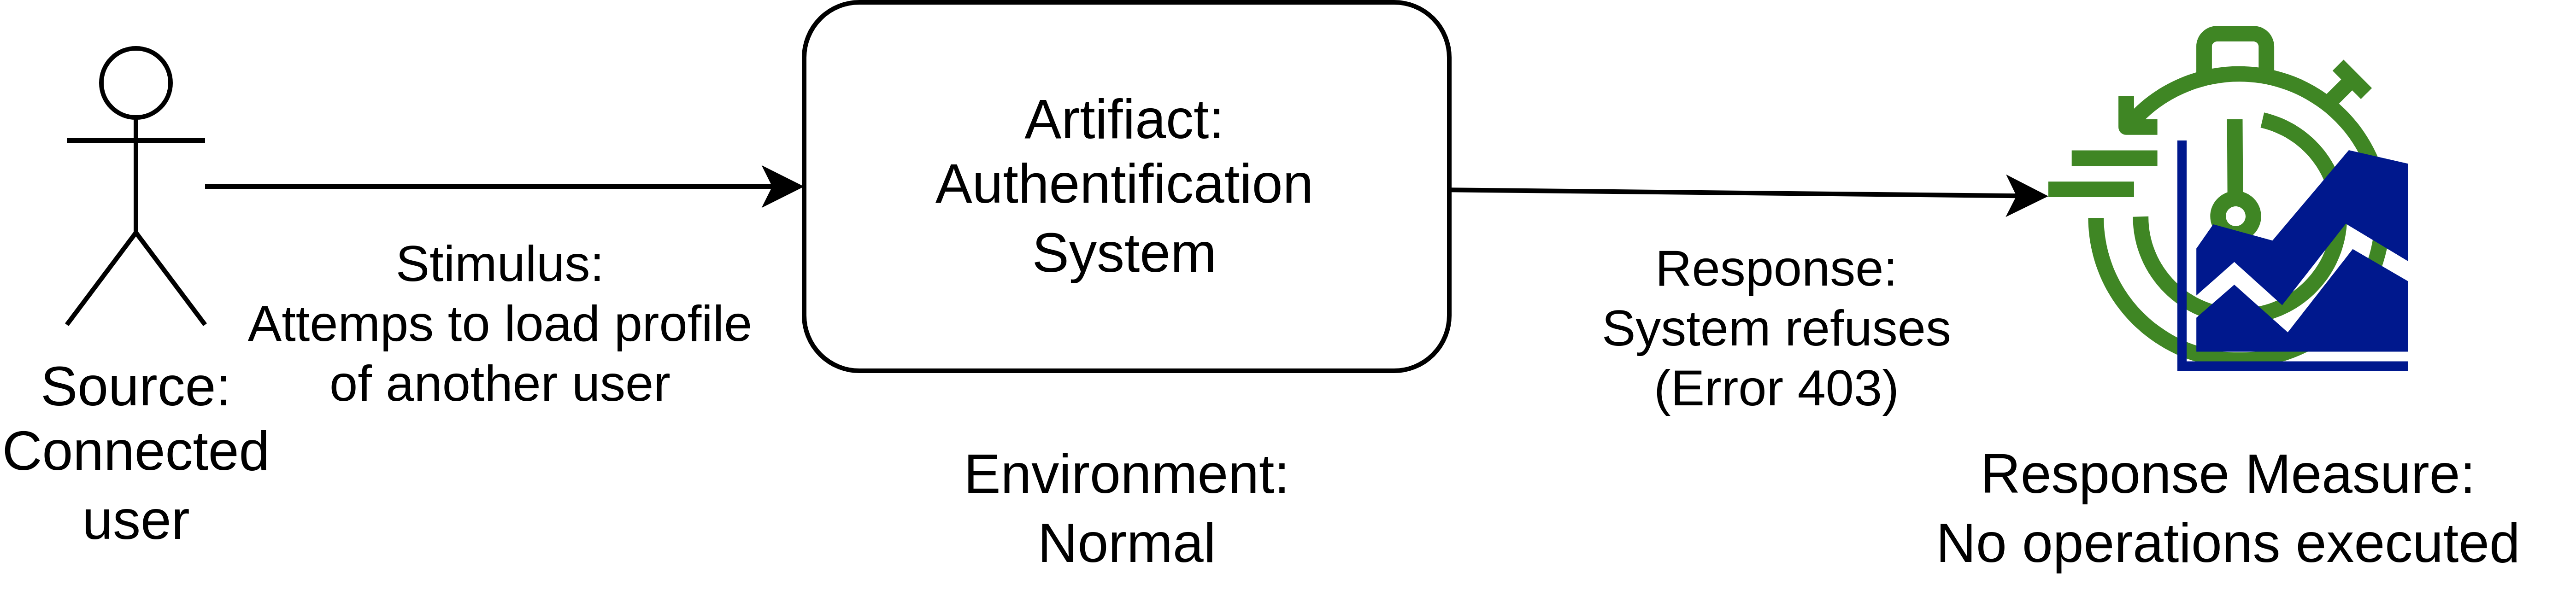 Source:
Connected
user
Stimulus:
Attemps to load profile
of another user
Artifiact:
Authentification
System
Environment:
Normal
Response:
System refuses
(Error 403)
Response Measure:
No operations executed